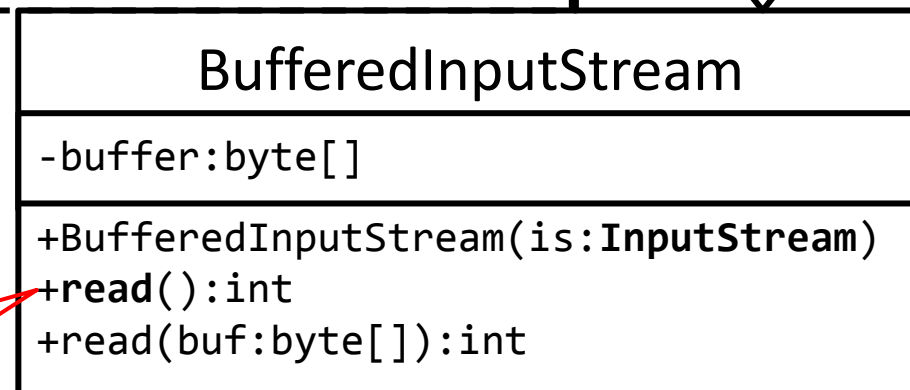 BufferedInputStream
-buffer:byte[]
+BufferedInputStream(is:InputStream)
+read():int
+read(buf:byte[]):int